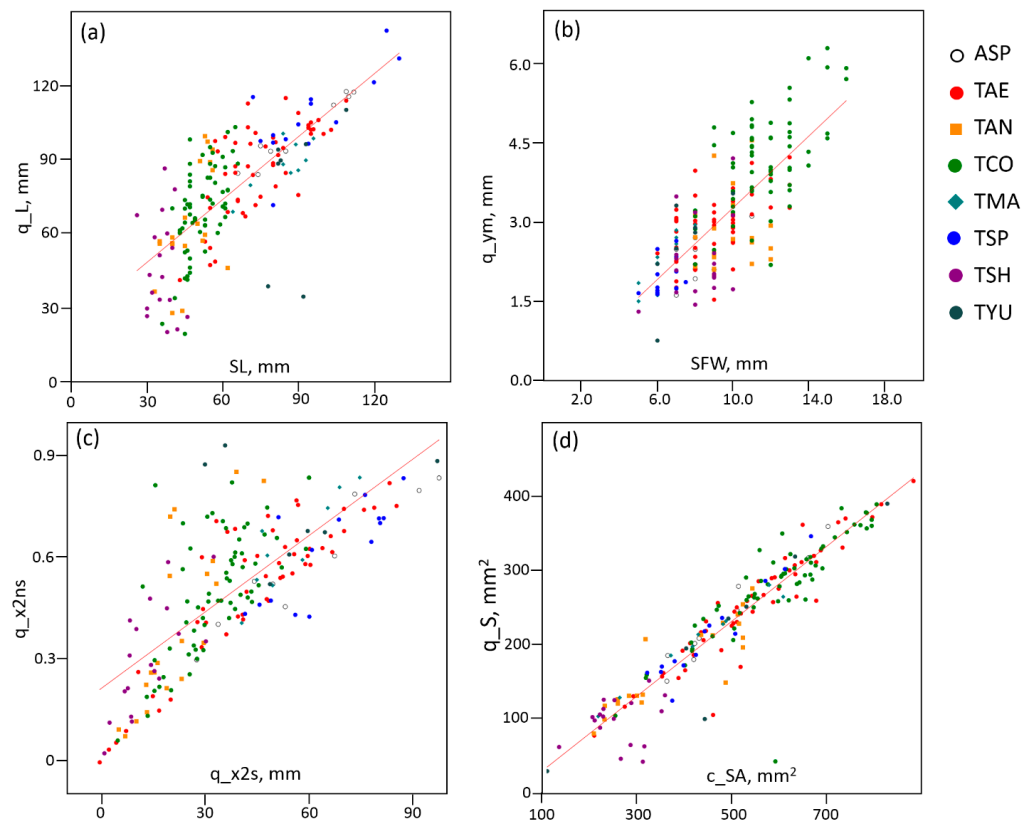 (a)
q_L, mm
120
90
60
30
0
0 30 60 90 120
SL, mm
(b)
q_ym, mm
6.0
4.5
3.0
1.5
0.0
2.0 6.0 10.0 14.0 18.0
SFW, mm
ASP
TAE
TAN
TCO
TMA
TSP
TSH
TYU
(c)
q_x2ns
0.9
0.6
0.3
0
0 30 60 90
q_x2s, mm
(d)
q_S, mm²
400
300
200
100
0
100 300 500 700
c_SA, mm²